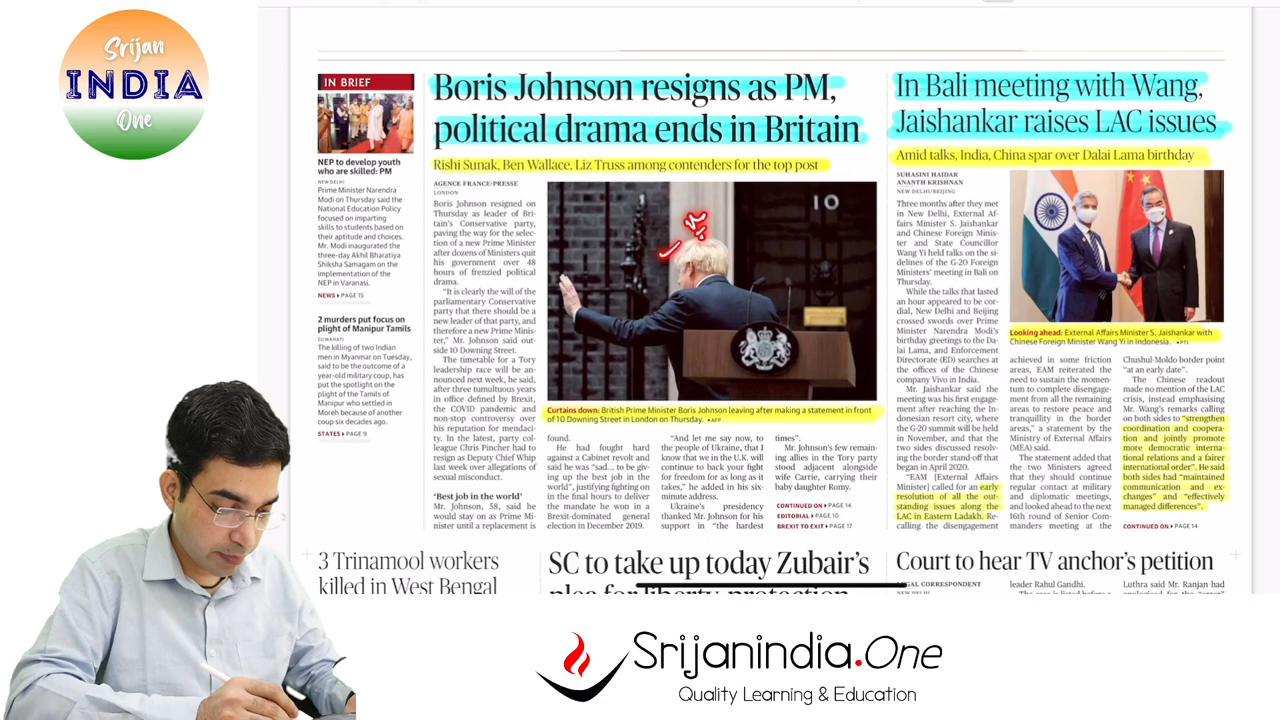 Srijan
INDIA
One
IN BRIEF
NEP to develop youth
who are skilled: PM
NEW DELHI
Prime Minister Narendra
Modi on Thursday said the
National Education Policy
focused on imparting
skills to students based on
their aptitude and choices.
Mr. Modi inaugurated the
three-day Akhil Bharatiya
Shiksha Samagam on the
implementation of the
NEP in Varanasi.
NEWS PAGE 15
2 murders put focus on
plight of Manipur Tamils
GUWAHATI
The killing of two Indian
men in Myanmar on Tuesday,
said to be the outcome of a
year-old military coup, has
put the spotlight on the
plight of the Tamils of
Manipur who settled in
Moreh because of another
coup six decades ago.
STATES PAGE 9
Boris Johnson resigns as PM,
political drama ends in Britain
Rishi Sunak, Ben Wallace, Liz Truss among contenders for the top post
AGENCE FRANCE-PRESSE
LONDON
Boris Johnson resigned on
Thursday as leader of Bri-
tain's Conservative party,
paving the way for the selec-
tion of a new Prime Minister
after dozens of Ministers quit
his government over 48
hours of frenzied political
drama.
"It is clearly the will of the
parliamentary Conservative
party that there should be a
new leader of that party, and
therefore a new Prime Minis-
ter," Mr. Johnson said out-
side 10 Downing Street.
The timetable for a Tory
leadership race will be an-
nounced next week, he said,
after three tumultuous years
in office defined by Brexit,
the COVID pandemic and
non-stop controversy over
his reputation for mendaci-
ty. In the latest, party col-
league Chris Pincher had to
resign as Deputy Chief Whip
last week over allegations of
sexual misconduct.
'Best job in the world'
Mr. Johnson, 58, said he
would stay on as Prime Mi-
nister until a replacement is
10
Curtains down: British Prime Minister Boris Johnson leaving after making a statement in front
of 10 Downing Street in London on Thursday. • AFP
found.
He had fought hard
against a Cabinet revolt and
said he was "sad... to be giv-
ing up the best job in the
world", justifying fighting on
in the final hours to deliver
the mandate he won in a
Brexit-dominated general
election in December 2019.
"And let me say now, to
the people of Ukraine, that I
know that we in the U.K. will
continue to back your fight
for freedom for as long as it
takes," he added in his six-
minute address.
Ukraine's presidency
thanked Mr. Johnson for his
support in "the hardest
times".
Mr. Johnson's few remain-
ing allies in the Tory party
stood adjacent alongside
wife Carrie, carrying their
baby daughter Romy.
CONTINUED ON PAGE 14
EDITORIAL PAGE 10
BREXIT TO EXIT PAGE 17
In Bali meeting with Wang,
Jaishankar raises LAC issues
Amid talks, India, China spar over Dalai Lama birthday
SUHASINI HAIDAR
ANANTH KRISHNAN
NEW DELHI/BEIJING
Three months after they met
in New Delhi, External Af-
fairs Minister S. Jaishankar
and Chinese Foreign Minis-
ter and State Councillor
Wang Yi held talks on the si-
delines of the G-20 Foreign
Ministers' meeting in Bali on
Thursday.
While the talks that lasted
an hour appeared to be cor-
dial, New Delhi and Beijing
crossed swords over Prime
Minister Narendra Modi's
birthday greetings to the Da-
lai Lama, and Enforcement
Directorate (ED) searches at
the offices of the Chinese
company Vivo in India.
Mr. Jaishankar said the
meeting was his first engage-
ment after reaching the In-
donesian resort city, where
the G-20 summit will be held
in November, and that the
two sides discussed resolv-
ing the border stand-off that
began in April 2020.
"EAM [External Affairs
Minister] called for an early
resolution of all the out-
standing issues along the
LAC in Eastern Ladakh. Re-
calling the disengagement
Looking ahead: External Affairs Minister S. Jaishankar with
Chinese Foreign Minister Wang Yi in Indonesia. • PTI
achieved in some friction
areas, EAM reiterated the
need to sustain the momen-
tum to complete disengage-
ment from all the remaining
areas to restore peace and
tranquillity in the border
areas," a statement by the
Ministry of External Affairs
(MEA) said.
The statement added that
the two Ministers agreed
that they should continue
regular contact at military
and diplomatic meetings,
and looked ahead to the next
16th round of Senior Com-
manders meeting at the
Chushul-Moldo border point
"at an early date".
The Chinese readout
made no mention of the LAC
crisis, instead emphasising
Mr. Wang's remarks calling
on both sides to "strengthen
coordination and coopera-
tion and jointly promote
more democratic interna-
tional relations and a fairer
international order". He said
both sides had "maintained
communication and ex-
changes" and "effectively
managed differences".
CONTINUED ON PAGE 14
3 Trinamool workers
killed in West Bengal
SC to take up today Zubair's
plea for liberty, protection
Court to hear TV anchor's petition
LEGAL CORRESPONDENT
leader Rahul Gandhi.
Luthra said Mr. Ranjan had
Srijanindia.One
Quality Learning & Education